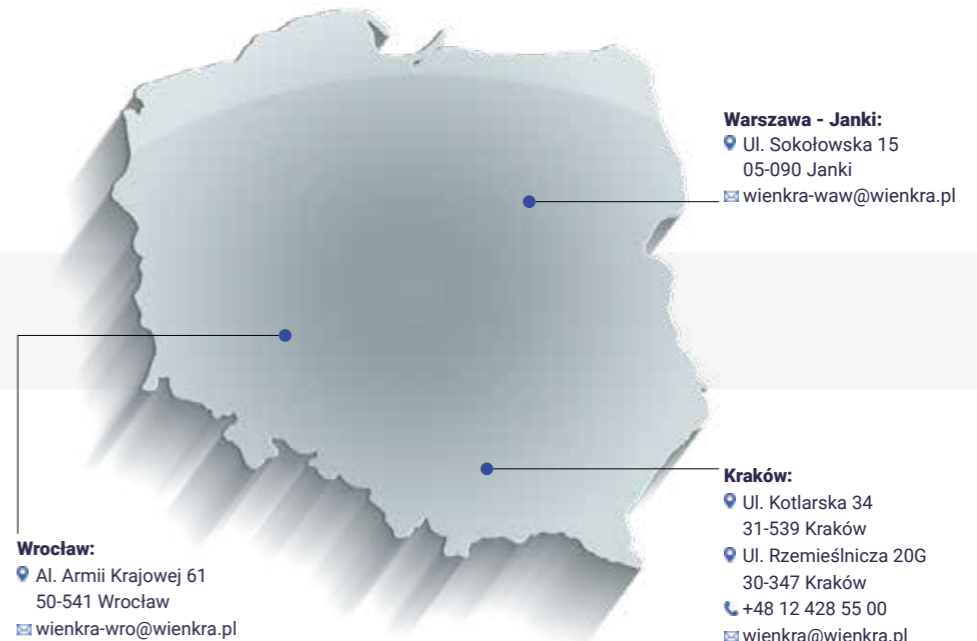 Warszawa - Janki:
Ul. Sokołowska 15
05-090 Janki
wienkra-waw@wienkra.pl
Kraków:
Ul. Kotlarska 34
31-539 Kraków
Ul. Rzemieślnicza 20G
30-347 Kraków
+48 12 428 55 00
wienkra@wienkra.pl
Wrocław:
Al. Armii Krajowej 61
50-541 Wrocław
wienkra-wro@wienkra.pl